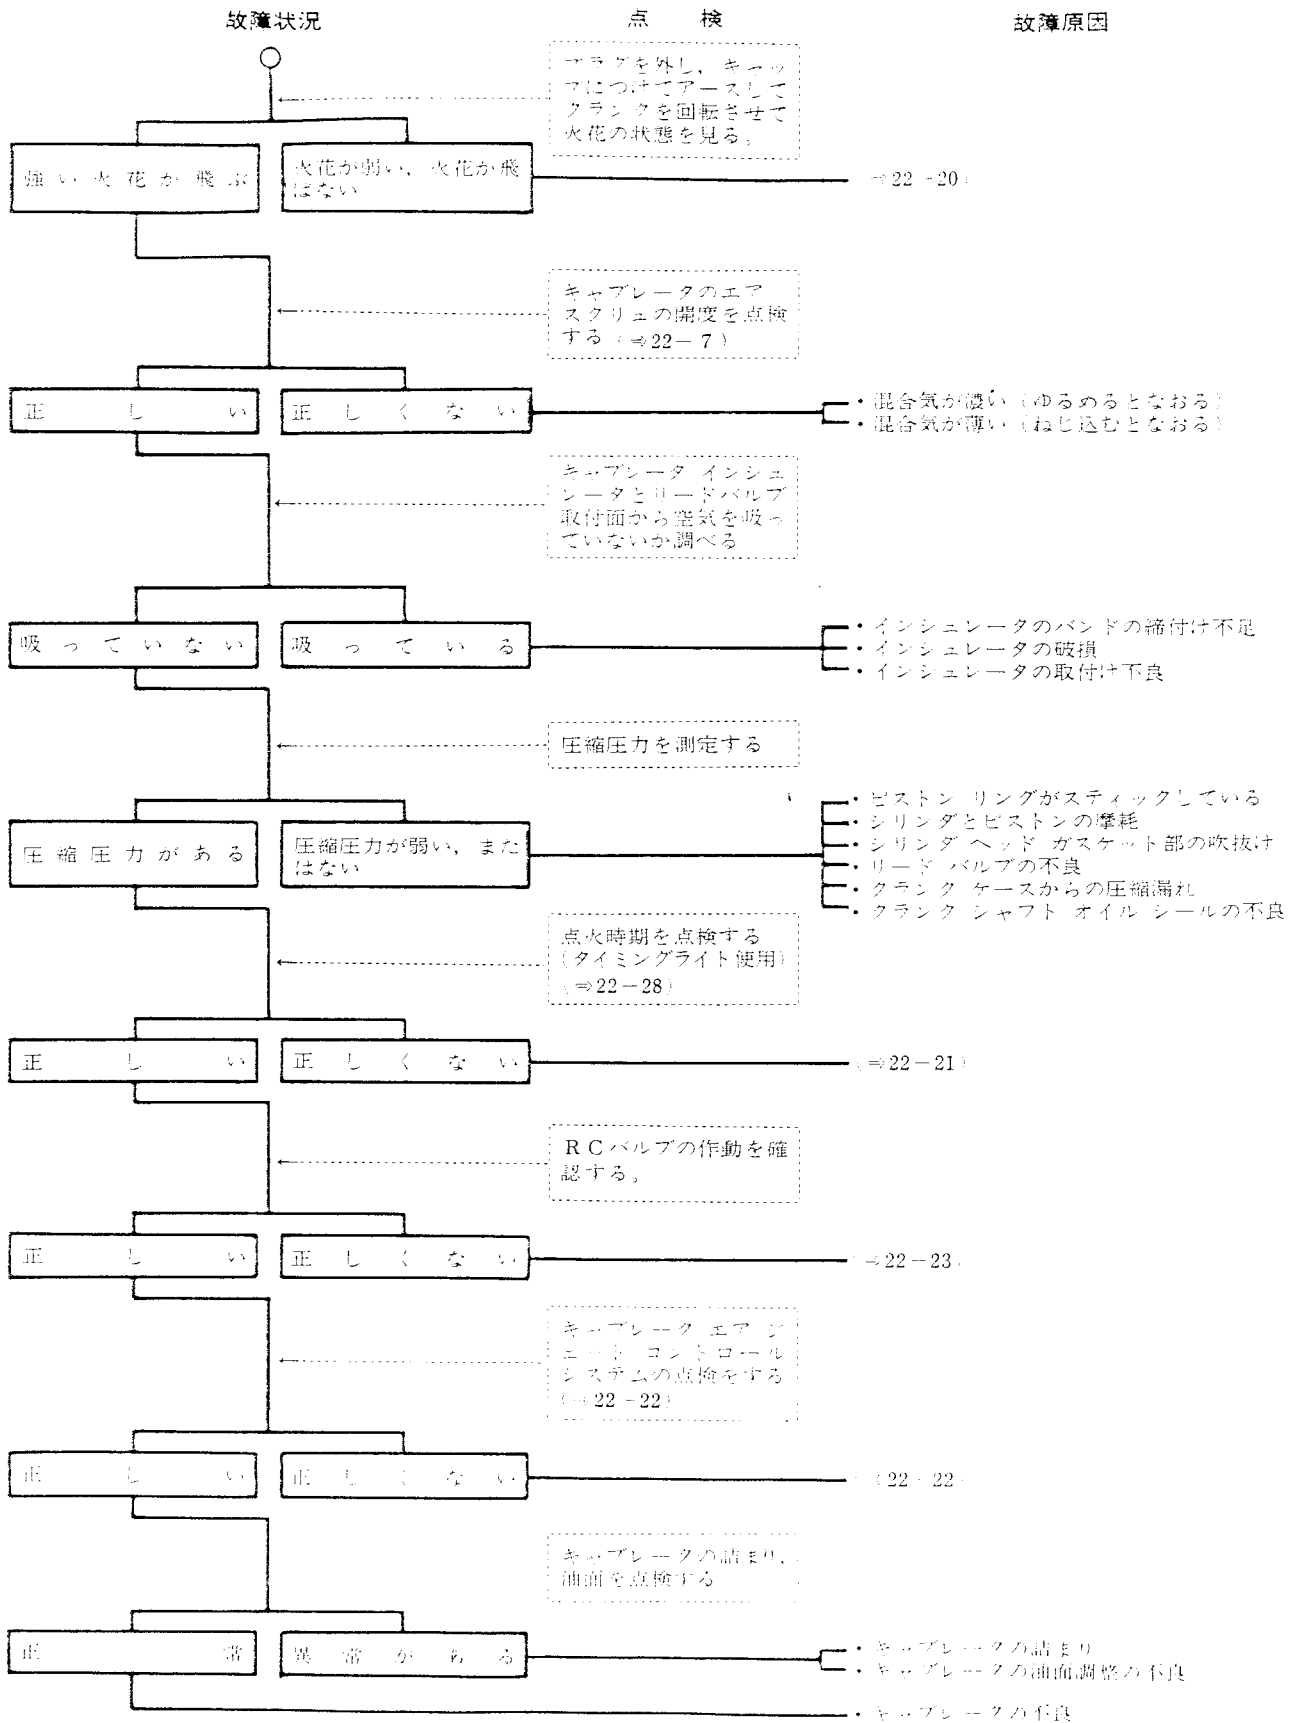 故障状況
点 検
故障原因
プラグを外し，キャッ
プにつけてアースして
クランクを回転させて
火花の状態を見る。
強い火花が飛ぶ
火花が弱い，火花が飛
ばない
(⇒22-20)
キャブレータのエア
スクリュの開度を点検
する (⇒22-7)
正しい
正しくない
・混合気が濃い (ゆるめるとなおる)
・混合気が薄い (ねじ込むとなおる)
キャブレータ インシュ
レータとリードバルブ
取付面から空気を吸っ
ていないか調べる
吸っていない
吸っている
・インシュレータのバンドの締付け不足
・インシュレータの破損
・インシュレータの取付け不良
圧縮圧力を測定する
圧縮圧力がある
圧縮圧力が弱い，また
はない
・ピストン リングがスティックしている
・シリンダとピストンの摩耗
・シリンダ ヘッド ガスケット部の吹抜け
・リード バルブの不良
・クランク ケースからの圧縮漏れ
・クランク シャフト オイル シールの不良
点火時期を点検する
(タイミングライト使用)
(⇒22-28)
正しい
正しくない
(⇒22-21)
RCバルブの作動を確
認する。
正しい
正しくない
(⇒22-23)
キャブレータ エア ジ
ェット コントロール
システムの点検をする
(⇒22-22)
正しい
正しくない
(22-22)
キャブレータの詰まり，
油面を点検する
正常
異常がある
・キャブレータの詰まり
・キャブレータの油面調整の不良
・キャブレータの不良